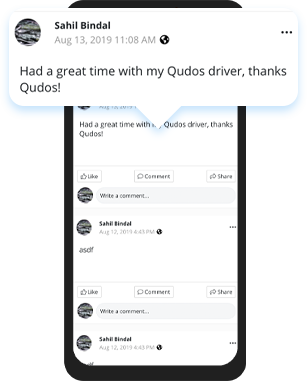 Sahil Bindal
Aug 13, 2019 11:08 AM
Had a great time with my Qudos driver, thanks
Qudos!
Had a great time with my Qudos driver, thanks
Qudos!
Like Comment Share
Write a comment...
Sahil Bindal
Aug 12, 2019 4:43 PM
asdf
Like Comment Share
Write a comment...
Sahil Bindal
Aug 12, 2019 4:43 PM